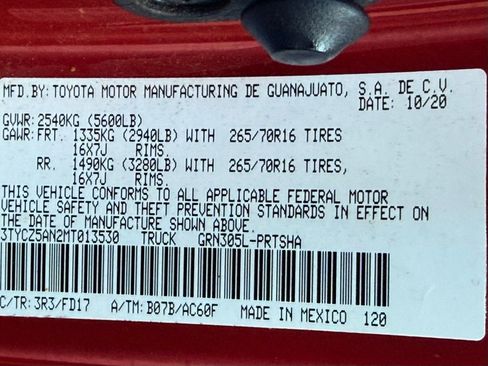 MFD.BY:TOYOTA MOTOR MANUFACTURING DE GUANAJUATO, S.A. DE C.V.
DATE: 10/20
GVWR:2540KG (5600LB)
GAWR:FRT. 1335KG (2940LB) WITH 265/70R16 TIRES
16X7J RIMS.
RR. 1490KG (3280LB) WITH 265/70R16 TIRES
16X7J RIMS.
THIS VEHICLE CONFORMS TO ALL APPLICABLE FEDERAL MOTOR
VEHICLE SAFETY AND THEFT PREVENTION STANDARDS IN EFFECT ON
THE DATE OF MANUFACTURE SHOWN ABOVE.
3TYCZ5AN2MT013530 TRUCK GRN305L-PRTSHA
C/TR: 3R3/FD17 A/TM: B07B/AC60F MADE IN MEXICO 120